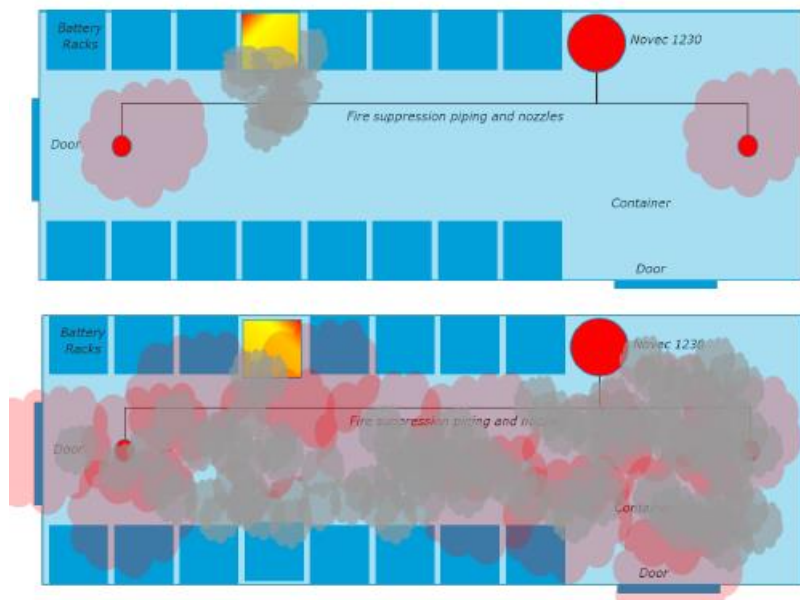 Battery
Racks
Novec 1230
Fire suppression piping and nozzles
Door
Container
Door
Battery
Racks
Novec 1230
Fire suppression piping and
Door
Container
Door